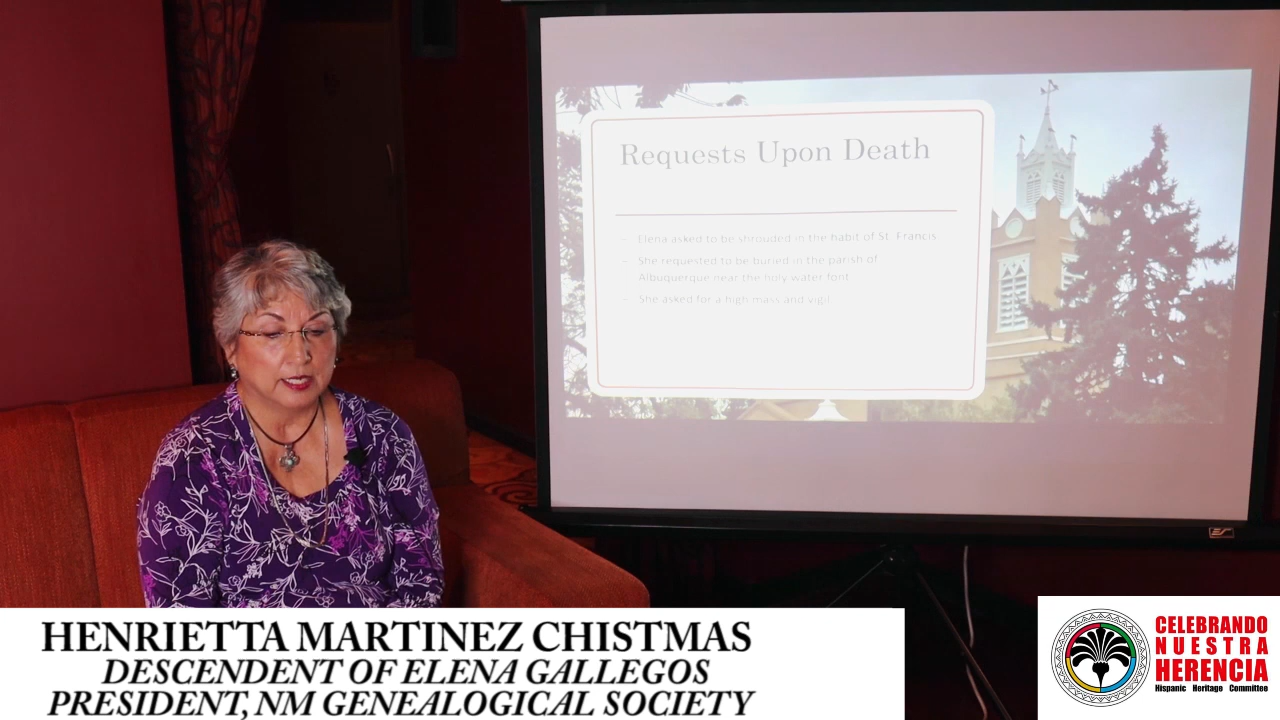 Requests Upon Death
– Elena asked to be shrouded in the habit of St. Francis
– She requested to be buried in the parish of
Albuquerque near the holy water font
– She asked for a high mass and vigil.
HENRIETTA MARTINEZ CHISTMAS
DESCENDENT OF ELENA GALLEGOS
PRESIDENT, NM GENEALOGICAL SOCIETY
CELEBRANDO
NUESTRA
HERENCIA
Hispanic Heritage Committee